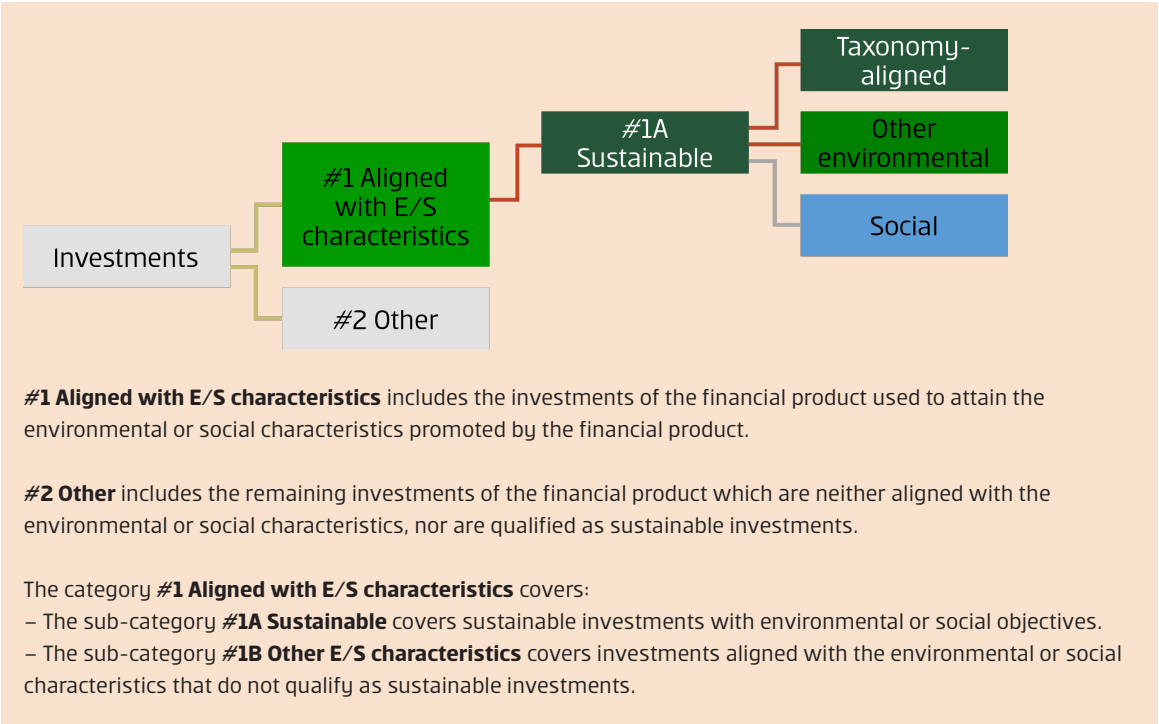 Taxonomy-
aligned
#1A
Sustainable
Other
environmental
#1 Aligned
with E/S
characteristics
Social
Investments
#2 Other
#1 Aligned with E/S characteristics includes the investments of the financial product used to attain the
environmental or social characteristics promoted by the financial product.
#2 Other includes the remaining investments of the financial product which are neither aligned with the
environmental or social characteristics, nor are qualified as sustainable investments.
The category #1 Aligned with E/S characteristics covers:
– The sub-category #1A Sustainable covers sustainable investments with environmental or social objectives.
– The sub-category #1B Other E/S characteristics covers investments aligned with the environmental or social
characteristics that do not qualify as sustainable investments.